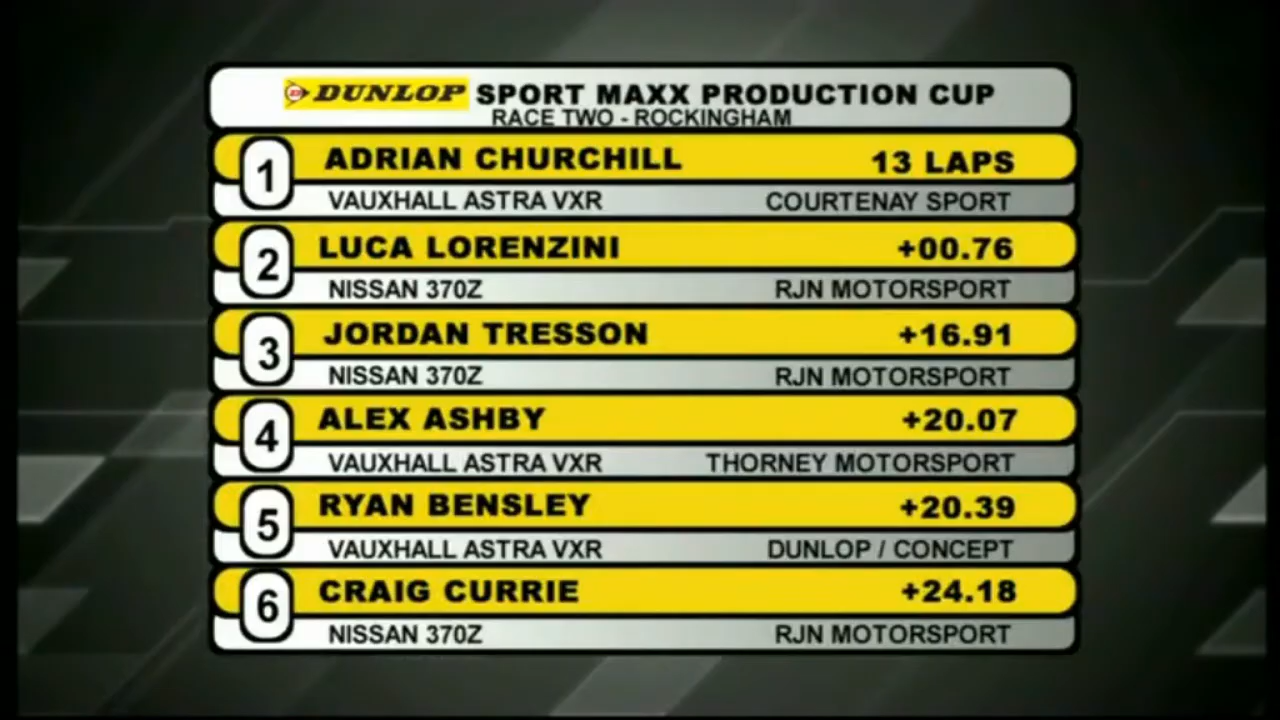 DUNLOP SPORT MAXX PRODUCTION CUP
RACE TWO - ROCKINGHAM
1 ADRIAN CHURCHILL 13 LAPS
VAUXHALL ASTRA VXR COURTENAY SPORT
2 LUCA LORENZINI +00.76
NISSAN 370Z RJN MOTORSPORT
3 JORDAN TRESSON +16.91
NISSAN 370Z RJN MOTORSPORT
4 ALEX ASHBY +20.07
VAUXHALL ASTRA VXR THORNEY MOTORSPORT
5 RYAN BENSLEY +20.39
VAUXHALL ASTRA VXR DUNLOP / CONCEPT
6 CRAIG CURRIE +24.18
NISSAN 370Z RJN MOTORSPORT